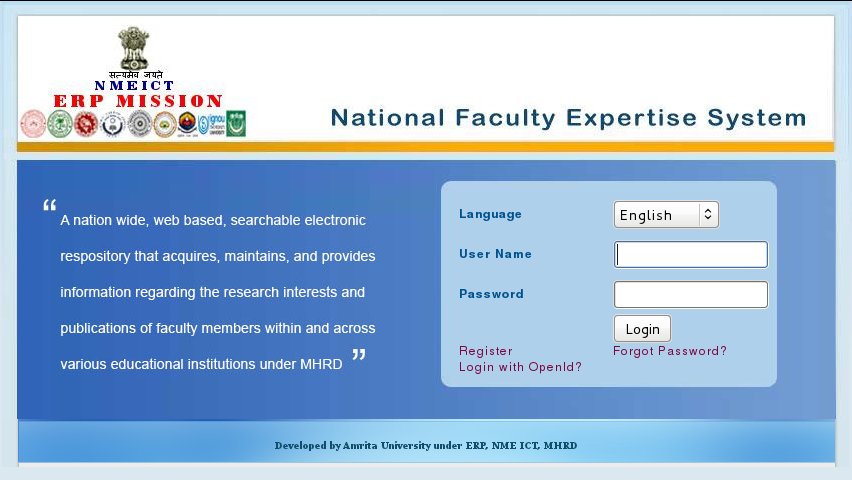 सत्यमेव जयते
NMEICT
ERP MISSION
National Faculty Expertise System
“ A nation wide, web based, searchable electronic
respository that acquires, maintains, and provides
information regarding the research interests and
publications of faculty members within and across
various educational institutions under MHRD ”
Language English
User Name
Password
Login
Register Forgot Password?
Login with OpenId?
Developed by Amrita University under ERP, NME ICT, MHRD